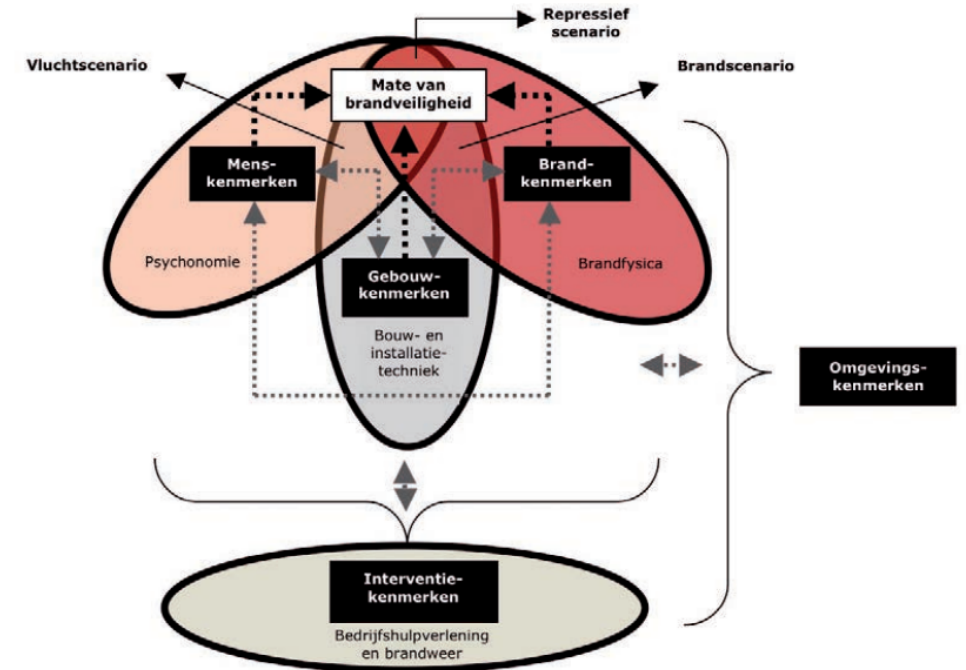 Repressief
scenario
Vluchtscenario
Brandscenario
Mate van
brandveiligheid
Mens-
kenmerken
Brand-
kenmerken
Psychonomie
Brandfysica
Gebouw-
kenmerken
Bouw- en
installatie-
techniek
Omgevings-
kenmerken
Interventie-
kenmerken
Bedrijfshulpverlening
en brandweer